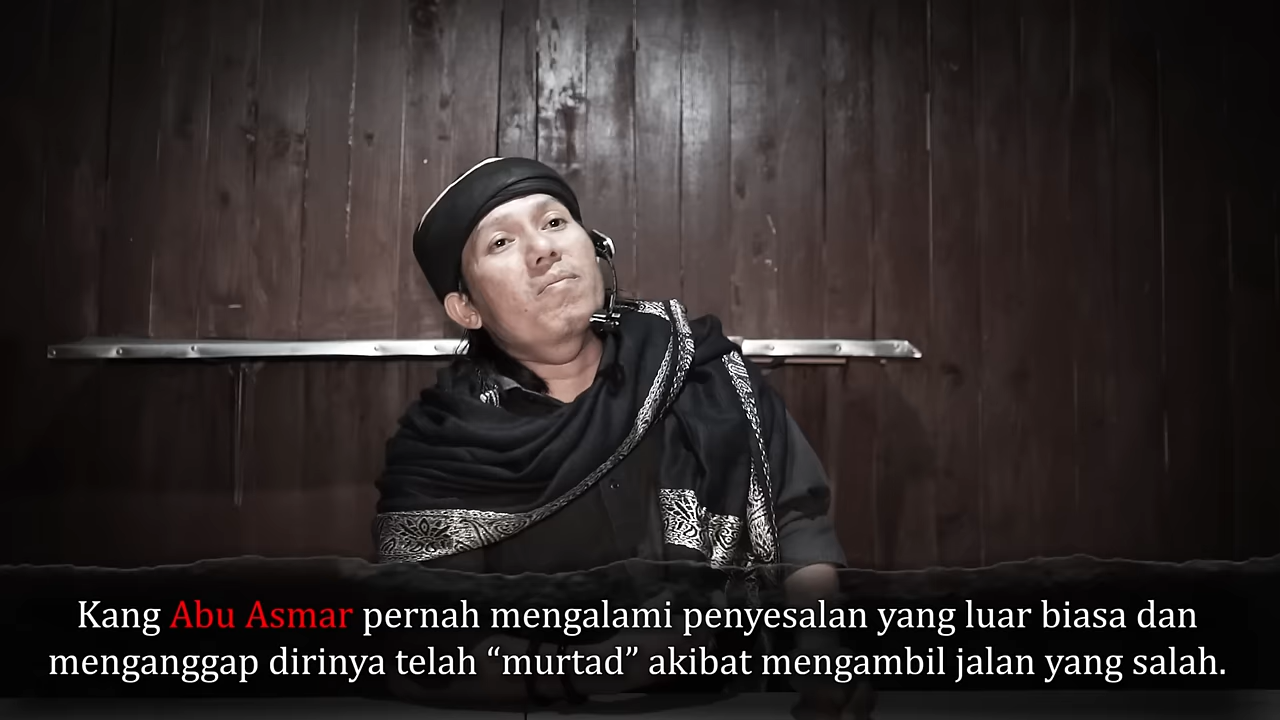 Kang Abu Asmar pernah mengalami penyesalan yang luar biasa dan
menganggap dirinya telah “murtad” akibat mengambil jalan yang salah.